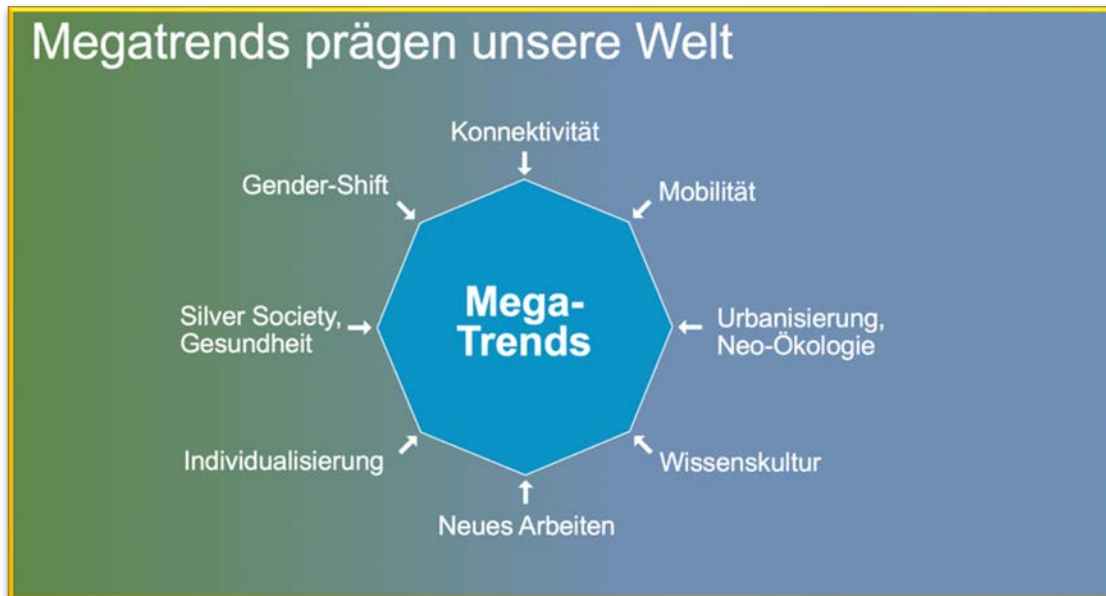 Megatrends prägen unsere Welt
Konnektivität
Gender-Shift
Mobilität
Silver Society,
Gesundheit
Mega-
Trends
Urbanisierung,
Neo-Ökologie
Individualisierung
Wissenskultur
Neues Arbeiten